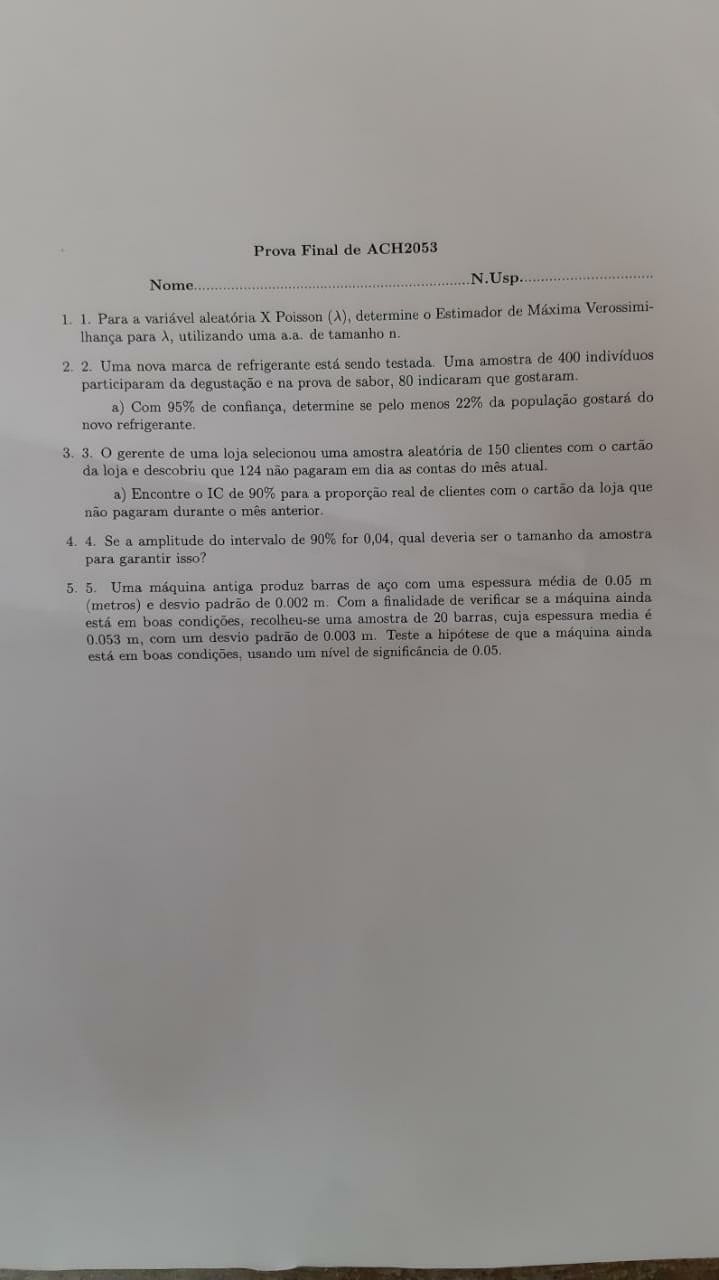 Prova Final de ACH2053
Nome.................................................................N.Usp................................
1. 1. Para a variável aleatória X Poisson (λ), determine o Estimador de Máxima Verossimi-
lhança para λ, utilizando uma a.a. de tamanho n.
2. 2. Uma nova marca de refrigerante está sendo testada. Uma amostra de 400 indivíduos
participaram da degustação e na prova de sabor, 80 indicaram que gostaram.
a) Com 95% de confiança, determine se pelo menos 22% da população gostará do
novo refrigerante.
3. 3. O gerente de uma loja selecionou uma amostra aleatória de 150 clientes com o cartão
da loja e descobriu que 124 não pagaram em dia as contas do mês atual.
a) Encontre o IC de 90% para a proporção real de clientes com o cartão da loja que
não pagaram durante o mês anterior.
4. 4. Se a amplitude do intervalo de 90% for 0,04, qual deveria ser o tamanho da amostra
para garantir isso?
5. 5. Uma máquina antiga produz barras de aço com uma espessura média de 0.05 m
(metros) e desvio padrão de 0.002 m. Com a finalidade de verificar se a máquina ainda
está em boas condições, recolheu-se uma amostra de 20 barras, cuja espessura media é
0.053 m, com um desvio padrão de 0.003 m. Teste a hipótese de que a máquina ainda
está em boas condições, usando um nível de significância de 0.05.